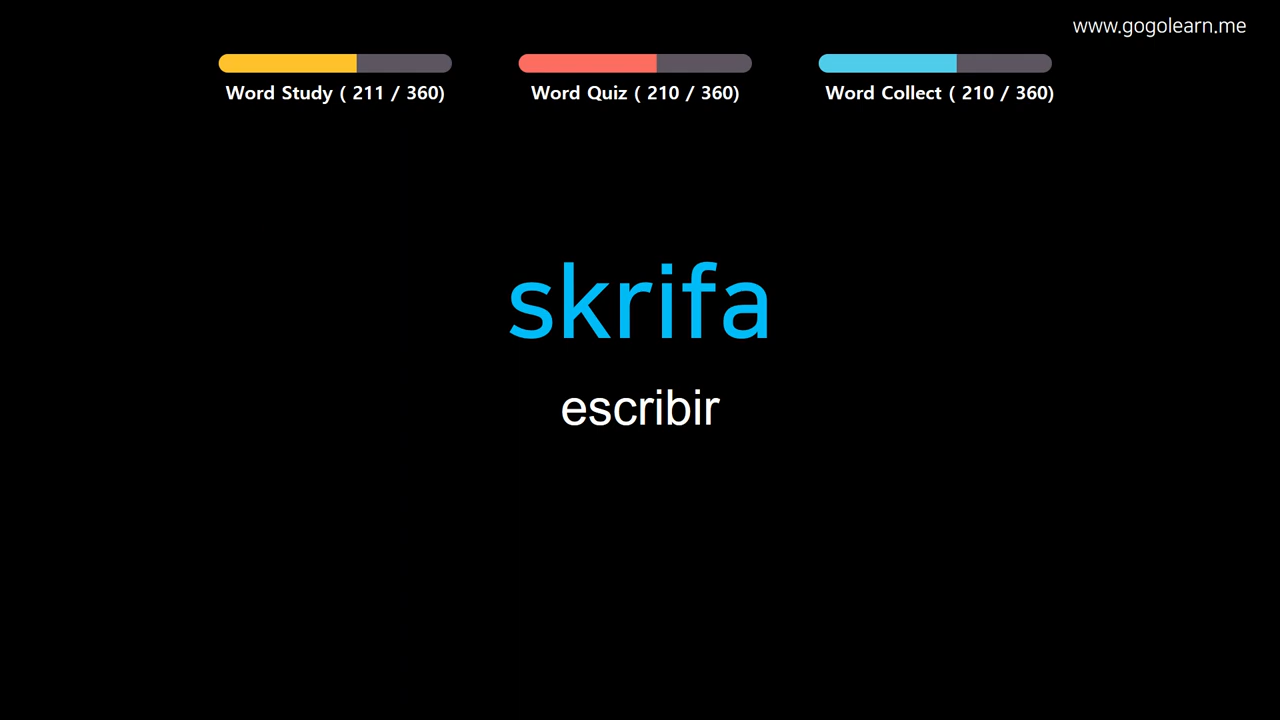 www.gogolearn.me
Word Study ( 211 / 360)
Word Quiz ( 210 / 360)
Word Collect ( 210 / 360)
skrifa
escribir